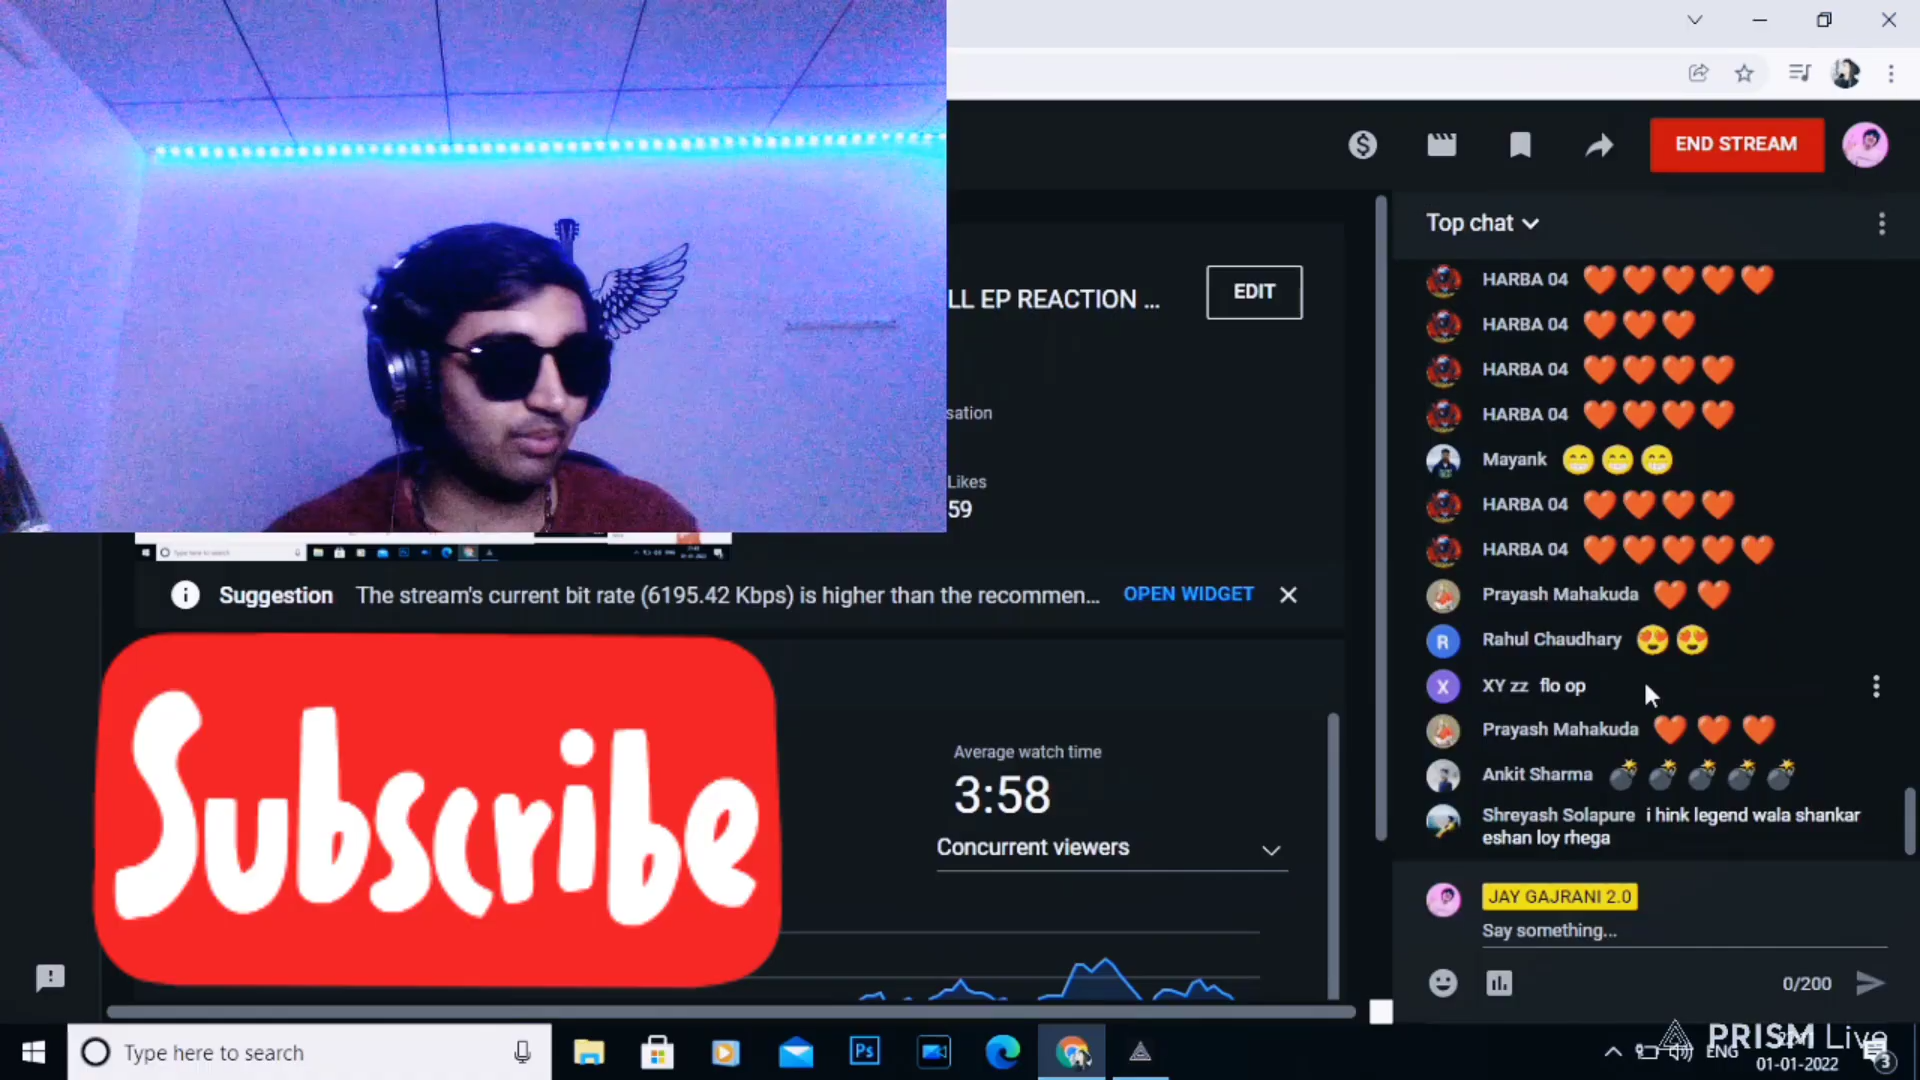 END STREAM
Top chat
HARBA 04
HARBA 04
LL EP REACTION ...
EDIT
HARBA 04
HARBA 04
sation
Mayank
Likes
59
HARBA 04
HARBA 04
Suggestion The stream's current bit rate (6195.42 Kbps) is higher than the recommen... OPEN WIDGET
Prayash Mahakuda
R Rahul Chaudhary
X XY zz flo op
Prayash Mahakuda
Subscribe
Average watch time
3:58
Ankit Sharma
Shreyash Solapure i hink legend wala shankar
eshan loy rhega
Concurrent viewers
JAY GAJRANI 2.0
Say something...
0/200
Type here to search
Ps
PRISM Live
ENG
01-01-2022
3